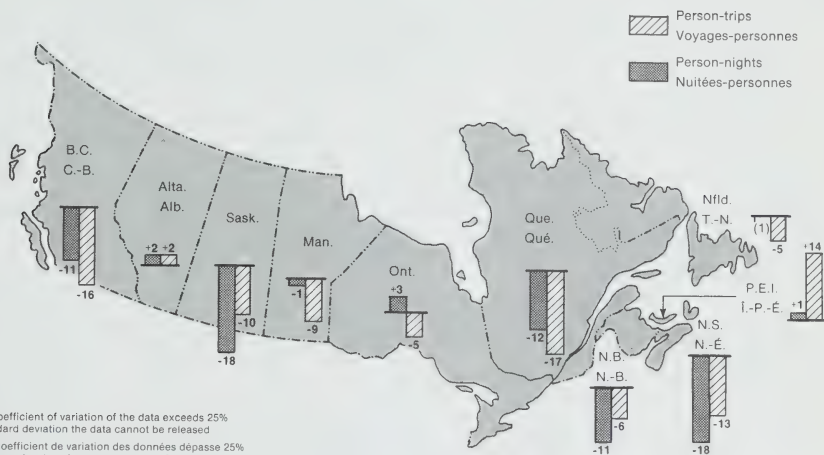 Person-trips
Voyages-personnes
Person-nights
Nuitées-personnes
B.C.
C.-B.
-11
-16
Alta.
Alb.
+2 +2
Sask.
-18
-10
Man.
-1
-9
Ont.
+3
-5
Que.
Qué.
-12
-17
Nfld.
T.-N.
(1)
-5
P.E.I.
Î.-P.-É.
+1
+14
N.B.
N.-B.
-11
-6
N.S.
N.-É.
-18
-13
oefficient of variation of the data exceeds 25%
dard deviation the data cannot be released
oefficient de variation des données dépasse 25%